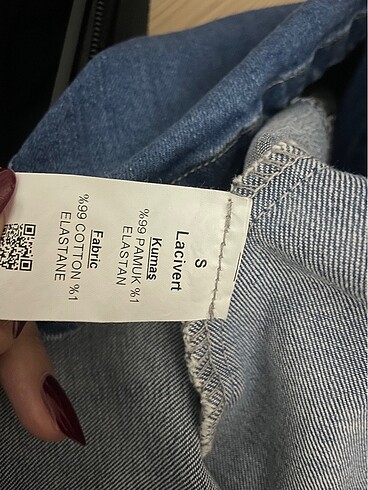 S
Lacivert
Kumaş
%99 PAMUK %1
ELASTAN
Fabric
%99 COTTON %1
ELASTANE